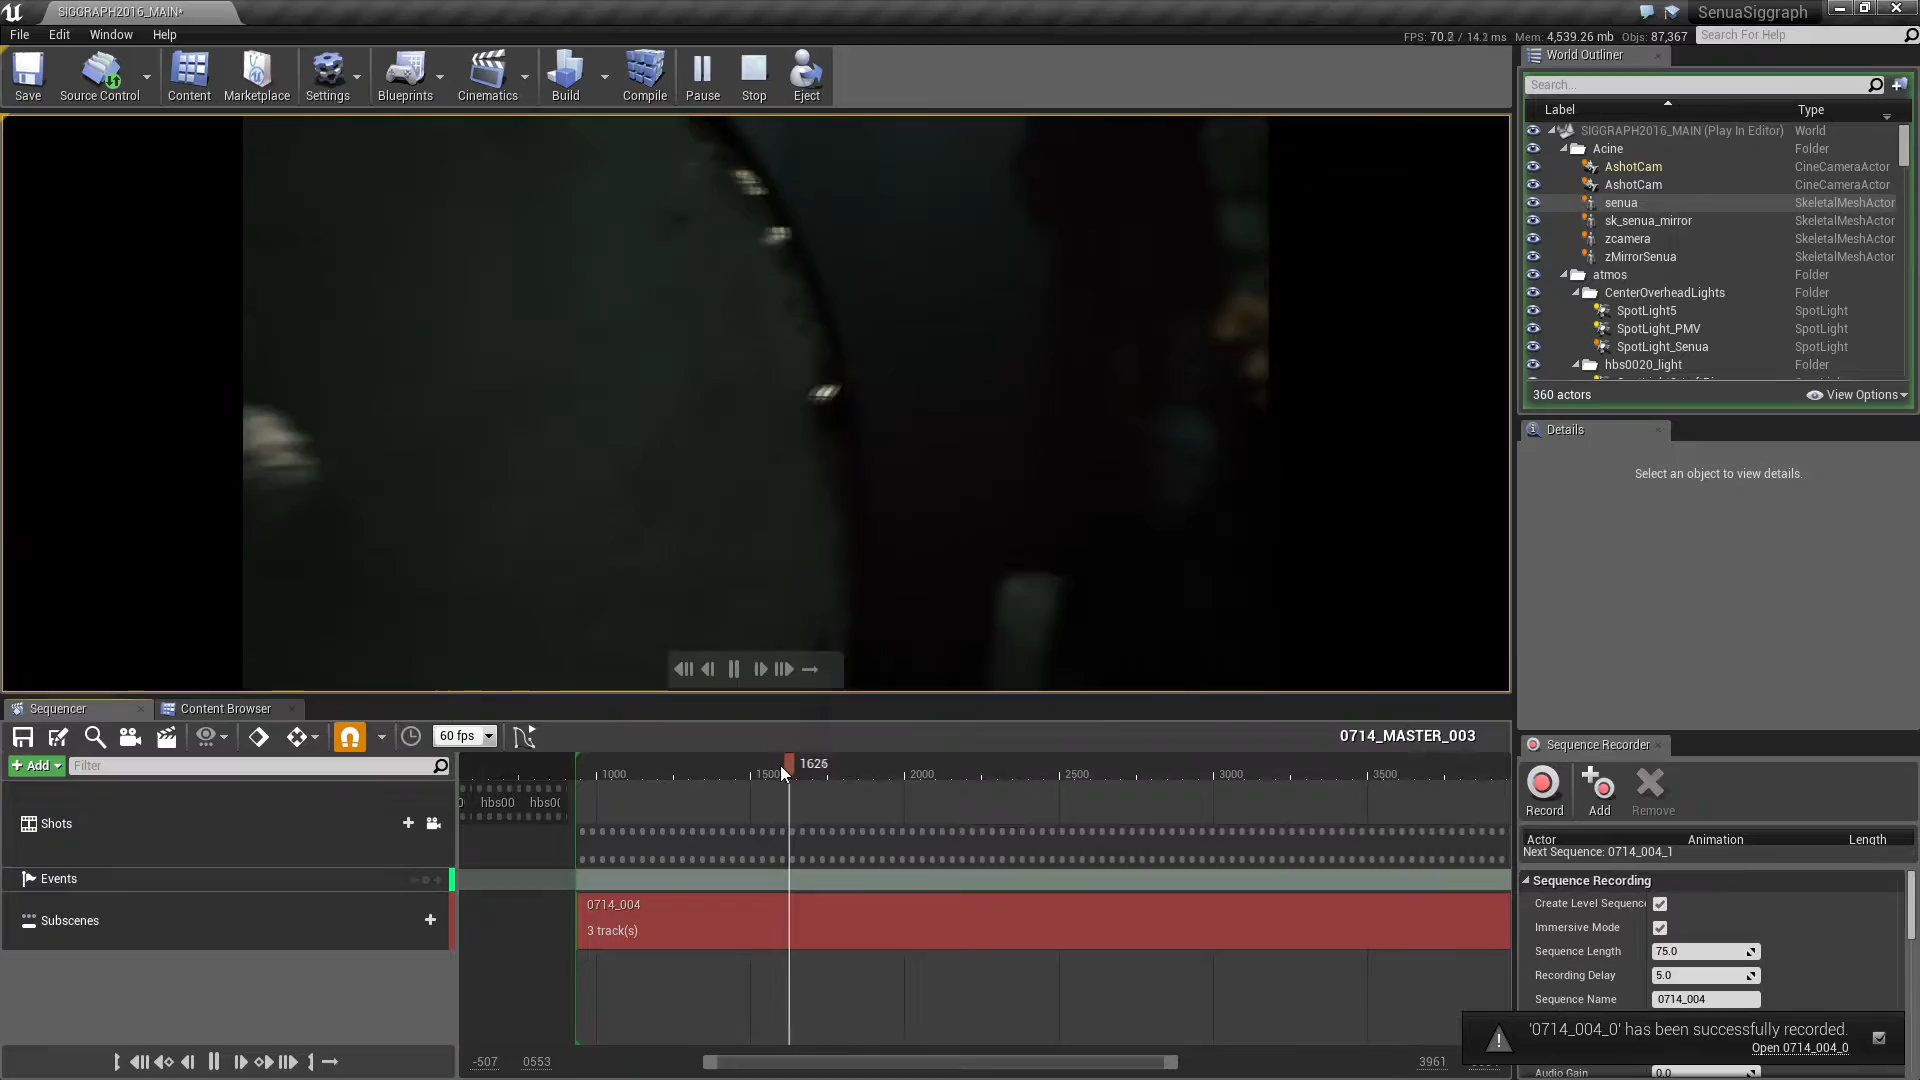 SIGGRAPH2016_MAIN*
SenuaSiggraph
File Edit Window Help
FPS: 70.2 / 14.2 ms Mem: 4,539.26 mb Objs: 87,367
Search For Help
Save
Source Control
Content
Marketplace
Settings
Blueprints
Cinematics
Build
Compile
Pause
Stop
Eject
World Outliner
Search...
Label Type
SIGGRAPH2016_MAIN (Play In Editor) World
Acine Folder
AshotCam CineCameraActor
AshotCam CineCameraActor
senua SkeletalMeshActor
sk_senua_mirror SkeletalMeshActor
zcamera SkeletalMeshActor
zMirrorSenua SkeletalMeshActor
atmos Folder
CenterOverheadLights Folder
SpotLight5 SpotLight
SpotLight_PMV SpotLight
SpotLight_Senua SpotLight
hbs0020_light Folder
360 actors
View Options
Details
Select an object to view details.
Sequencer
Content Browser
60 fps
0714_MASTER_003
Add
Filter
1626
1000 1500 2000 2500 3000 3500
hbs00 hbs0(
Shots
Events
Subscenes
0714_004
3 track(s)
-507 0553
3961
Sequence Recorder
Record
Add
Remove
Actor Animation Length
Next Sequence: 0714_004_1
Sequence Recording
Create Level Sequence
Immersive Mode
Sequence Length 75.0
Recording Delay 5.0
Sequence Name 0714_004
'0714_004_0' has been successfully recorded.
Open 0714_004_0
Audio Gain 0.0